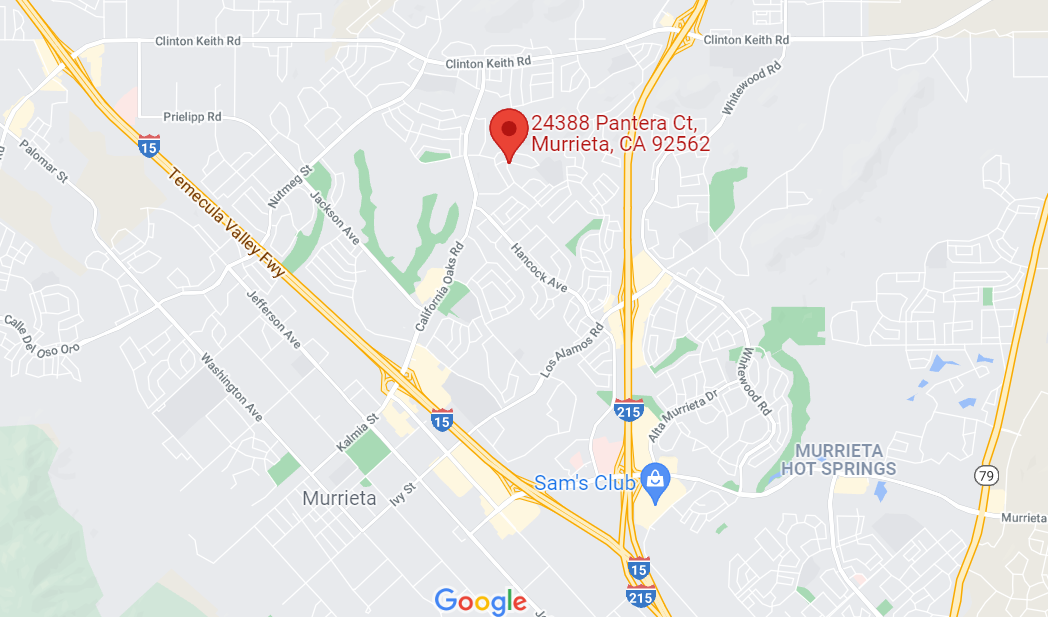 Clinton Keith Rd
Clinton Keith Rd
Clinton Keith Rd
Whitewood Rd
Prielipp Rd
24388 Pantera Ct,
Murrieta, CA 92562
15
Palomar St
Nutmeg St
Temecula Valley Fwy
Jackson Ave
Hancock Ave
California Oaks Rd
Jefferson Ave
Calle Del Oso Oro
Washington Ave
Los Alamos Rd
Whitewood Rd
Alta Murrieta Dr
215
15
Kalmia St
MURRIETA
HOT SPRINGS
Sam's Club
79
Murrieta
Ivy St
Murrieta
15
215
Google